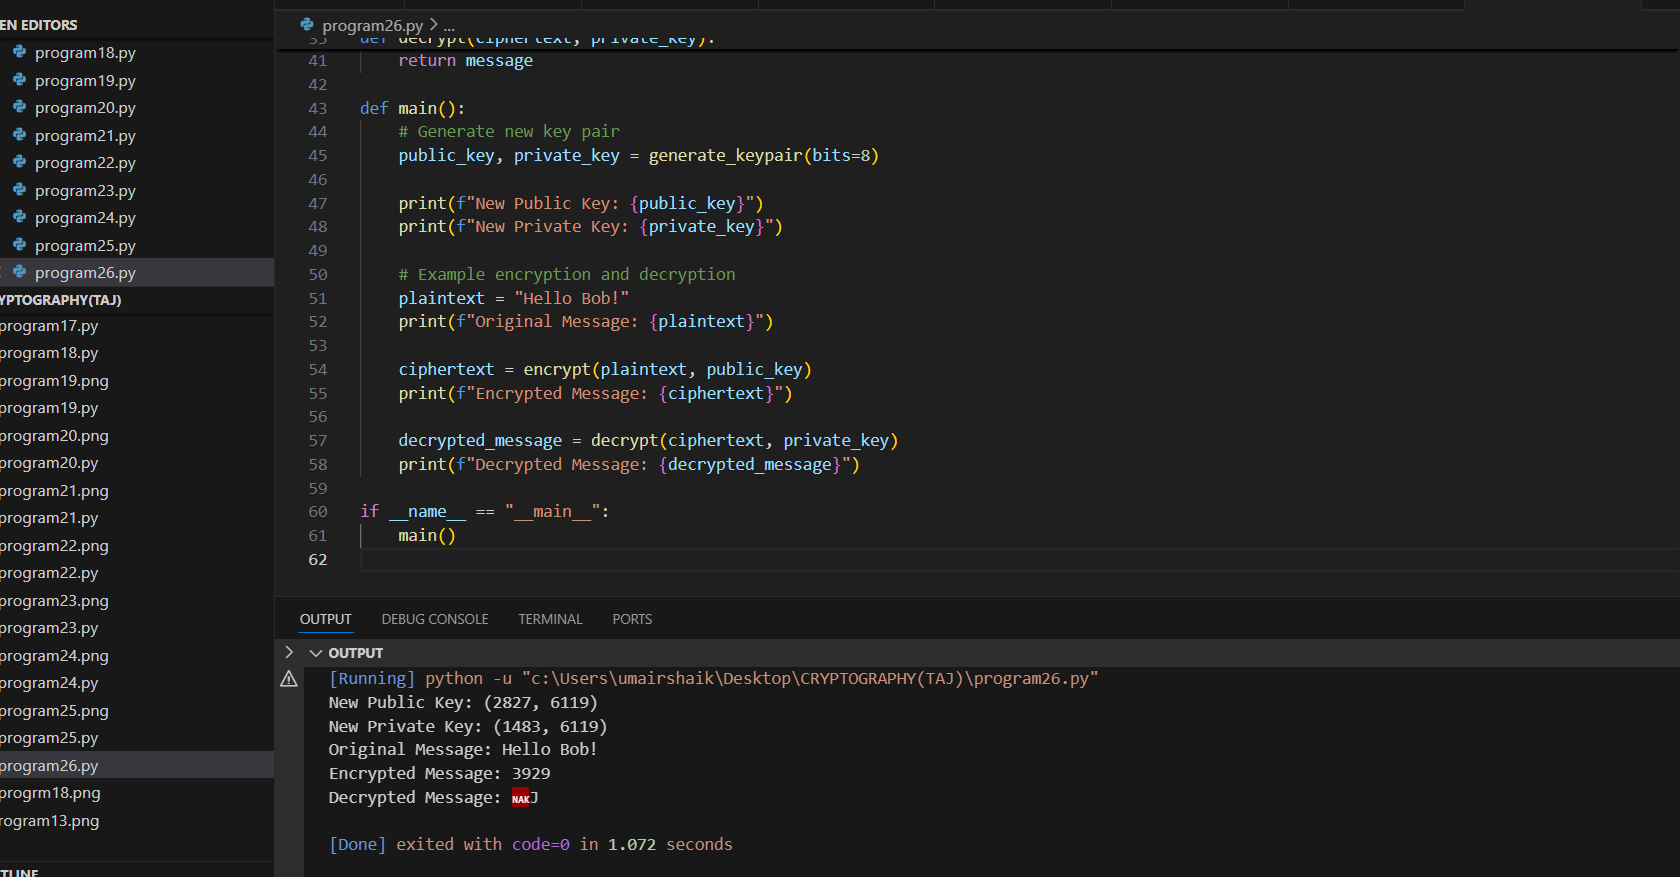 EN EDITORS
program18.py
program19.py
program20.py
program21.py
program22.py
program23.py
program24.py
program25.py
program26.py
YPTOGRAPHY(TAJ)
program17.py
program18.py
program19.png
program19.py
program20.png
program20.py
program21.png
program21.py
program22.png
program22.py
program23.png
program23.py
program24.png
program24.py
program25.png
program25.py
program26.py
progrm18.png
rogram13.png
TLINE
program26.py > ...
def decrypt(ciphertext, private_key):
41 return message
42
43 def main():
44 # Generate new key pair
45 public_key, private_key = generate_keypair(bits=8)
46
47 print(f"New Public Key: {public_key}")
48 print(f"New Private Key: {private_key}")
49
50 # Example encryption and decryption
51 plaintext = "Hello Bob!"
52 print(f"Original Message: {plaintext}")
53
54 ciphertext = encrypt(plaintext, public_key)
55 print(f"Encrypted Message: {ciphertext}")
56
57 decrypted_message = decrypt(ciphertext, private_key)
58 print(f"Decrypted Message: {decrypted_message}")
59
60 if __name__ == "__main__":
61 main()
62
OUTPUT DEBUG CONSOLE TERMINAL PORTS
OUTPUT
[Running] python -u "c:\Users\umairshaik\Desktop\CRYPTOGRAPHY(TAJ)\program26.py"
New Public Key: (2827, 6119)
New Private Key: (1483, 6119)
Original Message: Hello Bob!
Encrypted Message: 3929
Decrypted Message: NAKJ
[Done] exited with code=0 in 1.072 seconds